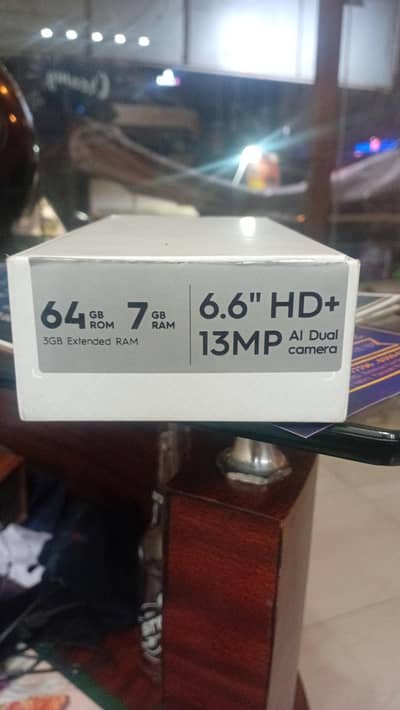 64 GB ROM 7 GB RAM
3GB Extended RAM
6.6" HD+
13MP AI Dual camera